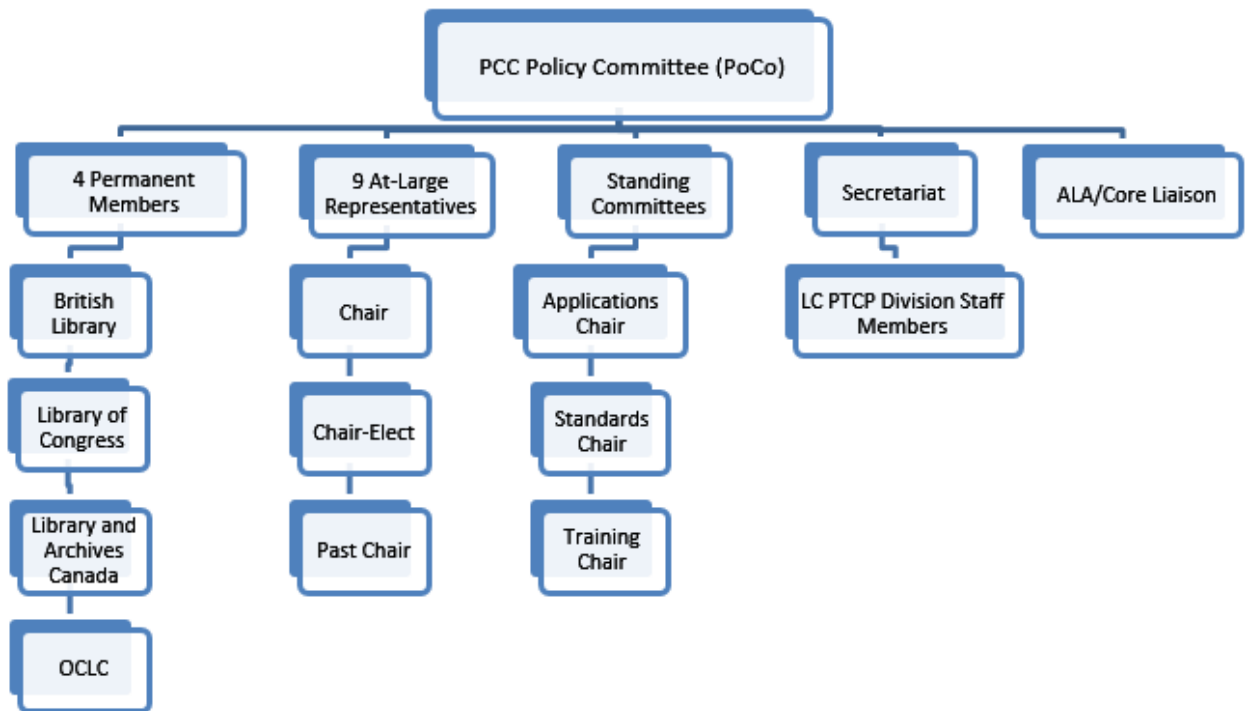 PCC Policy Committee (PoCo)
4 Permanent
Members
9 At-Large
Representatives
Standing
Committees
Secretariat
ALA/Core Liaison
British
Library
Chair
Applications
Chair
LC PTCP Division Staff
Members
Library of
Congress
Chair-Elect
Standards
Chair
Library and
Archives
Canada
Past Chair
Training
Chair
OCLC